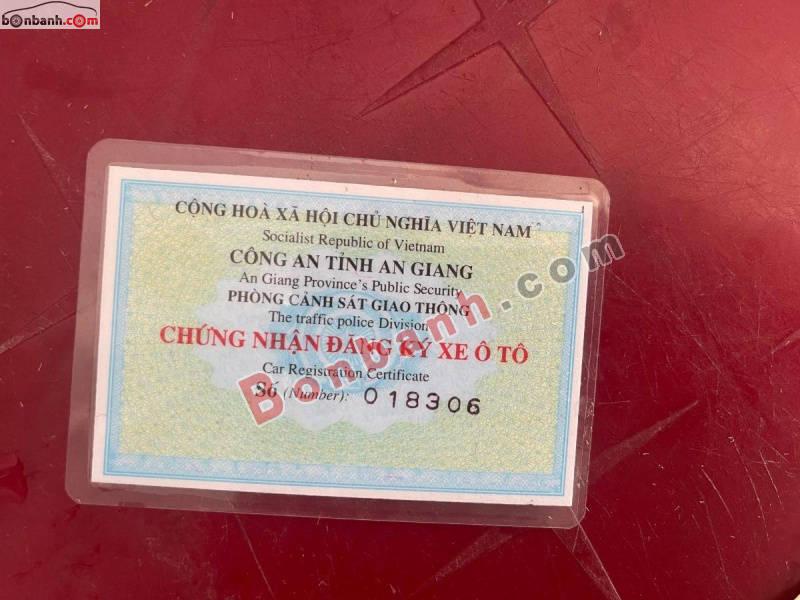 bonbanh.com
CỘNG HOÀ XÃ HỘI CHỦ NGHĨA VIỆT NAM
Socialist Republic of Vietnam
CÔNG AN TỈNH AN GIANG
An Giang Province's Public Security
PHÒNG CẢNH SÁT GIAO THÔNG
The traffic police Division
CHỨNG NHẬN ĐĂNG KÝ XE Ô TÔ
Car Registration Certificate
Số (Number): 018306
Bonbanh.com